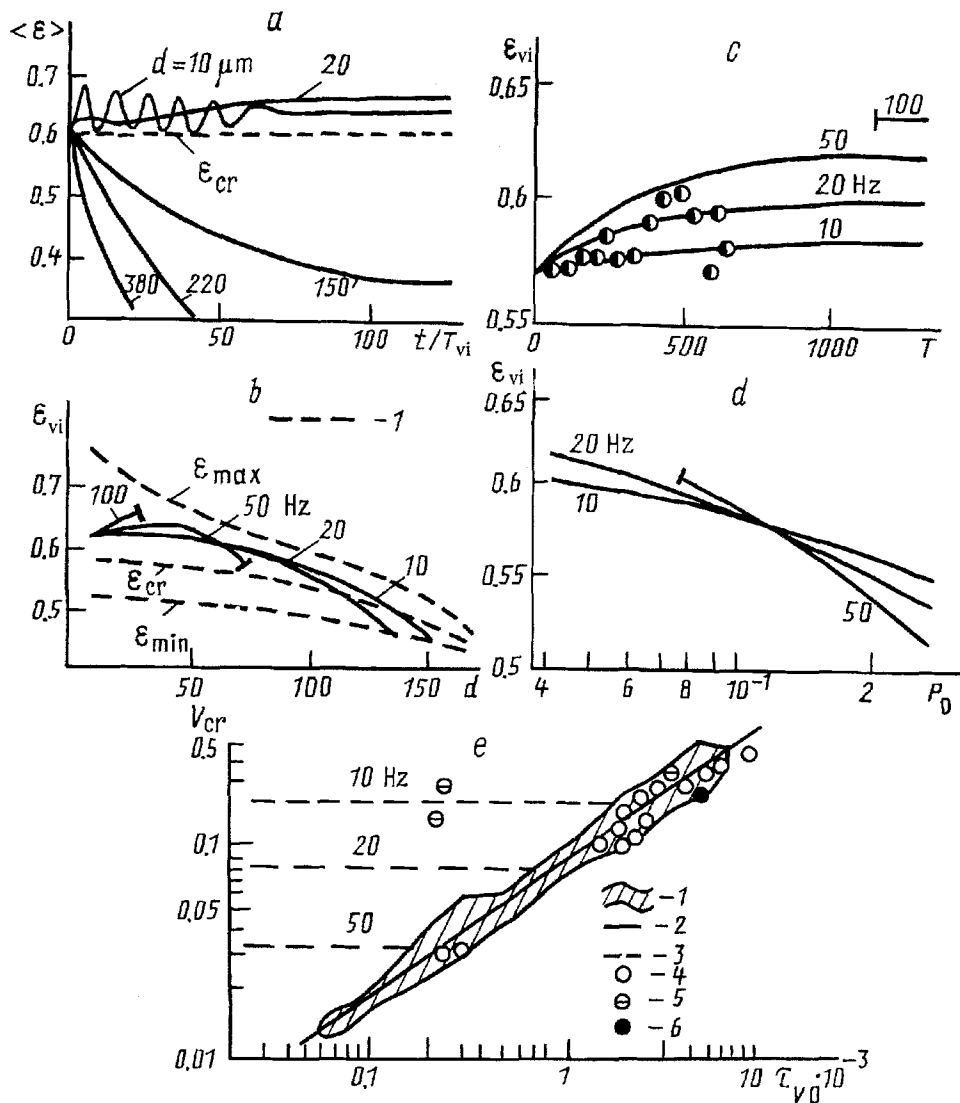 a
<ε>
0.7
0.6
0.5
0.4
d=10 μm
20
ε_cr
380
220
150
0
50
100
t/T_vi
c
ε_vi
0.65
0.6
0.55
100
50
20 Hz
10
0
500
1000
T
b
ε_vi
-1
0.7
0.6
0.5
ε_max
100
50 Hz
20
10
ε_cr
ε_min
50
100
150
d
d
ε_vi
0.65
0.6
0.55
0.5
20 Hz
10
50
4
6
8
10⁻¹
2
P_0
e
V_cr
0.5
0.1
0.05
0.01
10 Hz
20
50
-1
-2
-3
-4
-5
-6
0.1
1
10
τ_v0·10⁻³